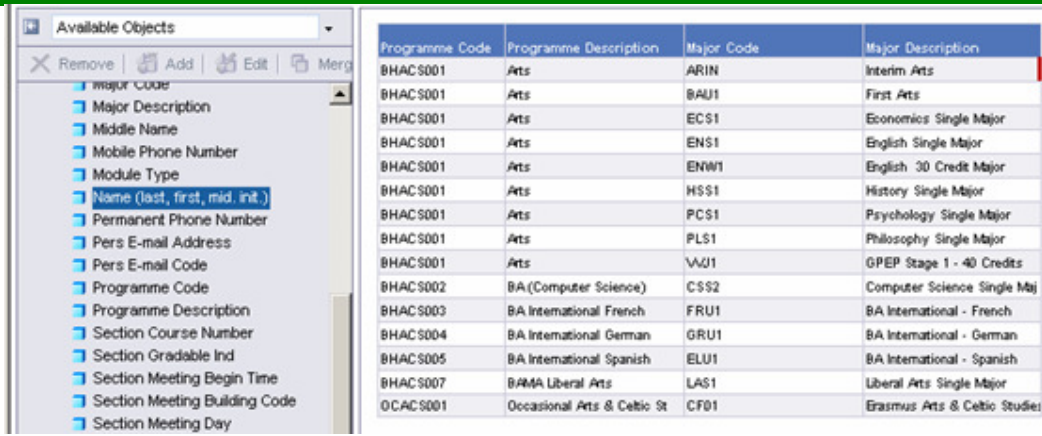 Available Objects
Remove | Add | Edit | Merg
Major Code
Major Description
Middle Name
Mobile Phone Number
Module Type
Name (last, first, mid. init.)
Permanent Phone Number
Pers E-mail Address
Pers E-mail Code
Programme Code
Programme Description
Section Course Number
Section Gradable Ind
Section Meeting Begin Time
Section Meeting Building Code
Section Meeting Day
Programme Code Programme Description Major Code Major Description
BHACS001 Arts ARIN Interim Arts
BHACS001 Arts BAU1 First Arts
BHACS001 Arts ECS1 Economics Single Major
BHACS001 Arts ENS1 English Single Major
BHACS001 Arts ENW1 English 30 Credit Major
BHACS001 Arts HSS1 History Single Major
BHACS001 Arts PCS1 Psychology Single Major
BHACS001 Arts PLS1 Philosophy Single Major
BHACS001 Arts GPEP Stage 1 - 40 Credits
BHACS002 BA (Computer Science) CSS2 Computer Science Single Maj
BHACS003 BA International French FRU1 BA International - French
BHACS004 BA International German GRU1 BA International - German
BHACS005 BA International Spanish ELU1 BA International - Spanish
BHACS007 BAMA Liberal Arts LAS1 Liberal Arts Single Major
OCACS001 Occasional Arts & Celtic St CF01 Erasmus Arts & Celtic Studies